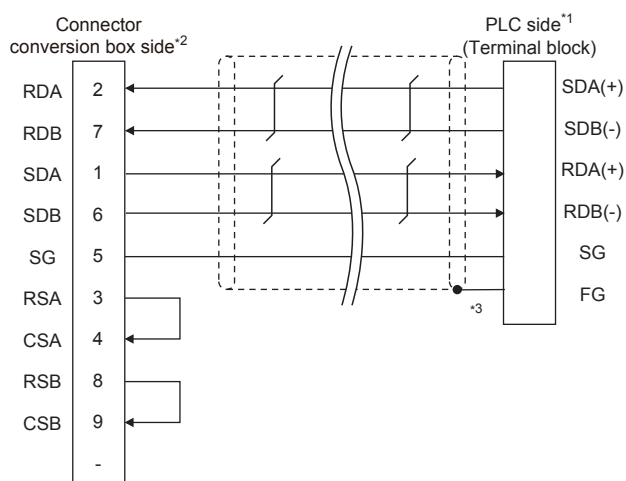 Connector
conversion box side*2
PLC side*1
(Terminal block)
RDA 2 SDA(+)
RDB 7 SDB(-)
SDA 1 RDA(+)
SDB 6 RDB(-)
SG 5 SG
RSA 3 FG
*3
CSA 4
RSB 8
CSB 9
-